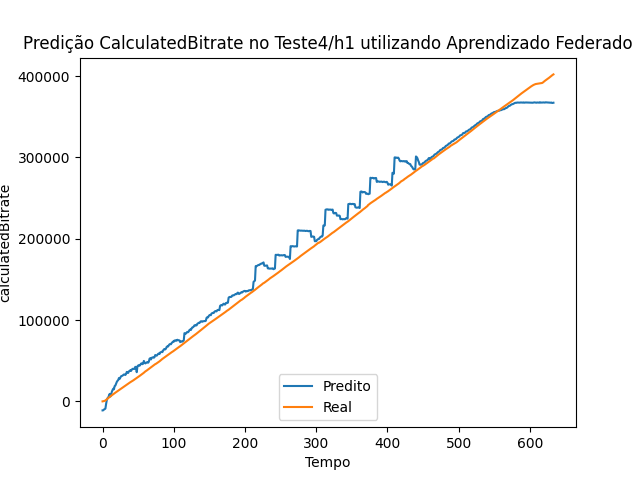 Predição CalculatedBitrate no Teste4/h1 utilizando Aprendizado Federado
400000
300000
200000
100000
0
calculatedBitrate
Predito
Real
0 100 200 300 400 500 600
Tempo